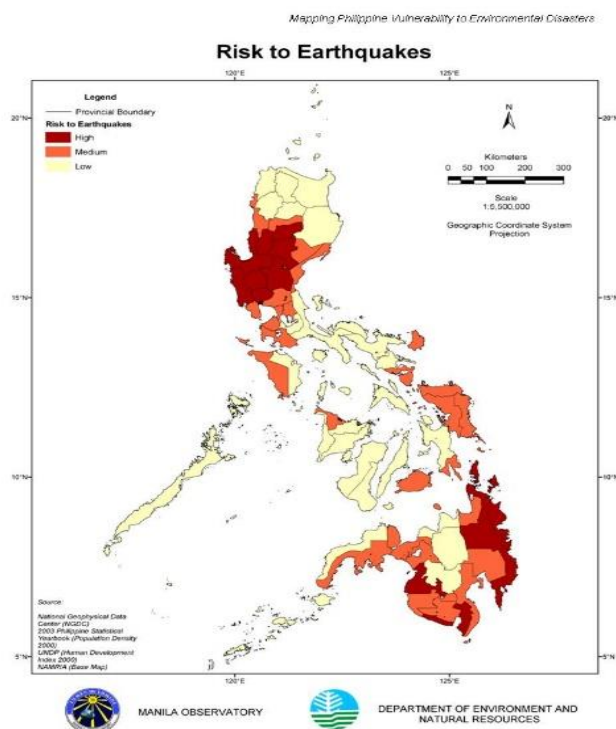 Mapping Philippine Vulnerability to Environmental Disasters
Risk to Earthquakes
120°E
125°E
Legend
Provincial Boundary
Risk to Earthquakes
High
Medium
Low
N
Kilometers
0 50 100 200 300
Scale
1:5,500,000
Geographic Coordinate System
Projection
20°N
20°N
15°N
15°N
10°N
10°N
5°N
5°N
Source:
National Geophysical Data
Center (NGDC)
2003 Philippine Statistical
Yearbook (Population Density
2000)
UNDP (Human Development
Index 2000)
NAMRIA (Base Map)
120°E
125°E
MANILA OBSERVATORY
DEPARTMENT OF ENVIRONMENT AND
NATURAL RESOURCES